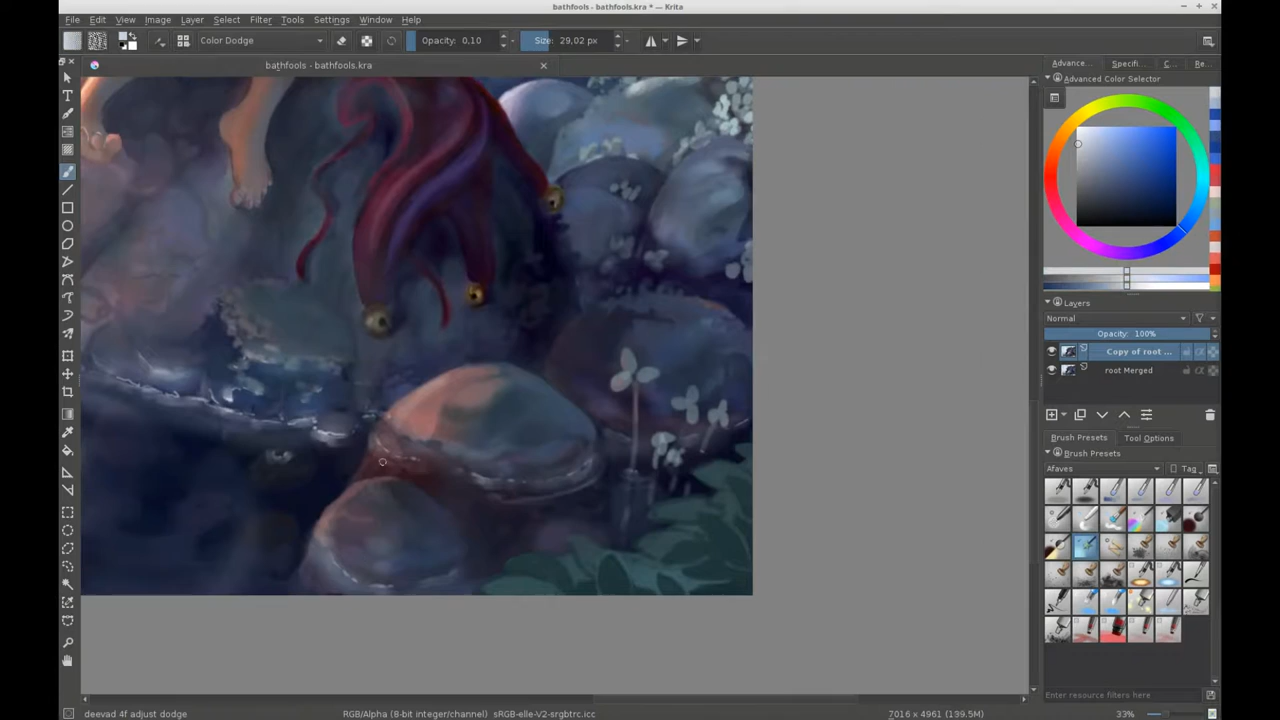 bathfools - bathfools.kra * — Krita
File Edit View Image Layer Select Filter Tools Settings Window Help
Color Dodge Opacity: 0,10 Size: 29,02 px
bathfools - bathfools.kra
Advance... Specifi... C... Re...
Advanced Color Selector
Layers
Normal
Opacity: 100%
Copy of root ...
root Merged
Brush Presets Tool Options
Brush Presets
Afaves Tag
Enter resource filters here
deevad 4f adjust dodge RGB/Alpha (8-bit integer/channel) sRGB-elle-V2-srgbtrc.icc 7016 x 4961 (199.5M) 33%